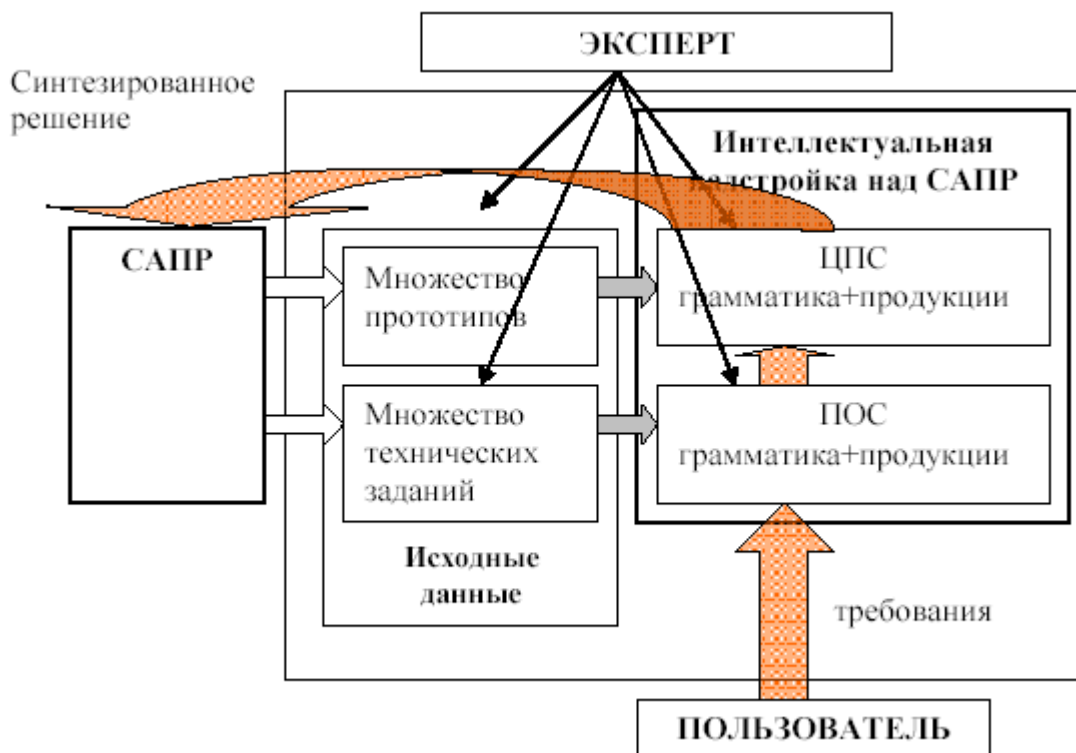 ЭКСПЕРТ
Синтезированное
решение
Интеллектуальная
надстройка над САПР
САПР
Множество
прототипов
ЦПС
грамматика+продукции
Множество
технических
заданий
ПОС
грамматика+продукции
Исходные
данные
требования
ПОЛЬЗОВАТЕЛЬ